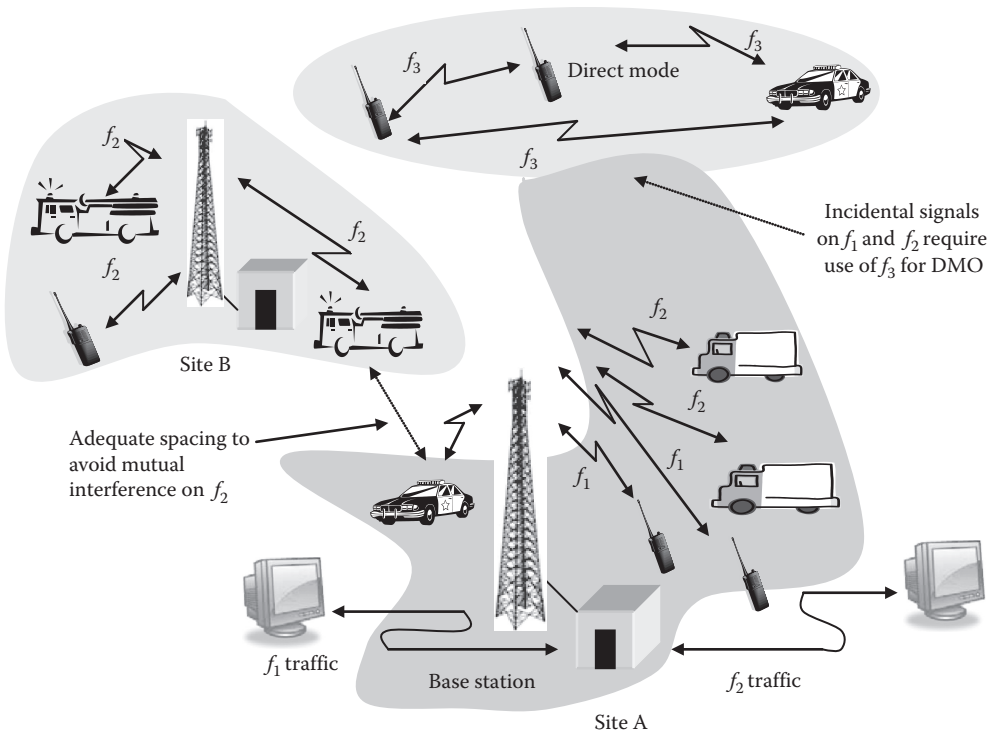 f3
f3
Direct mode
f3
f2
f2
f2
Site B
Incidental signals
on f1 and f2 require
use of f3 for DMO
f2
f2
Adequate spacing to
avoid mutual
interference on f2
f1
f1
f1 traffic
Base station
f2 traffic
Site A